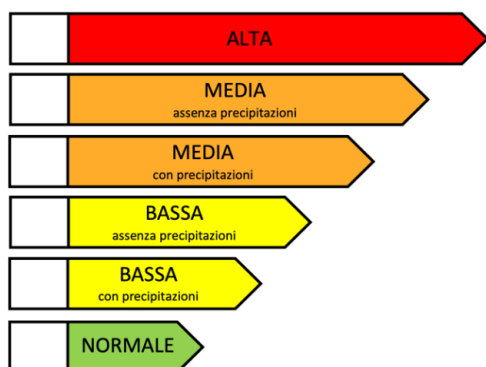 ALTA
MEDIA
assenza precipitazioni
MEDIA
con precipitazioni
BASSA
assenza precipitazioni
BASSA
con precipitazioni
NORMALE